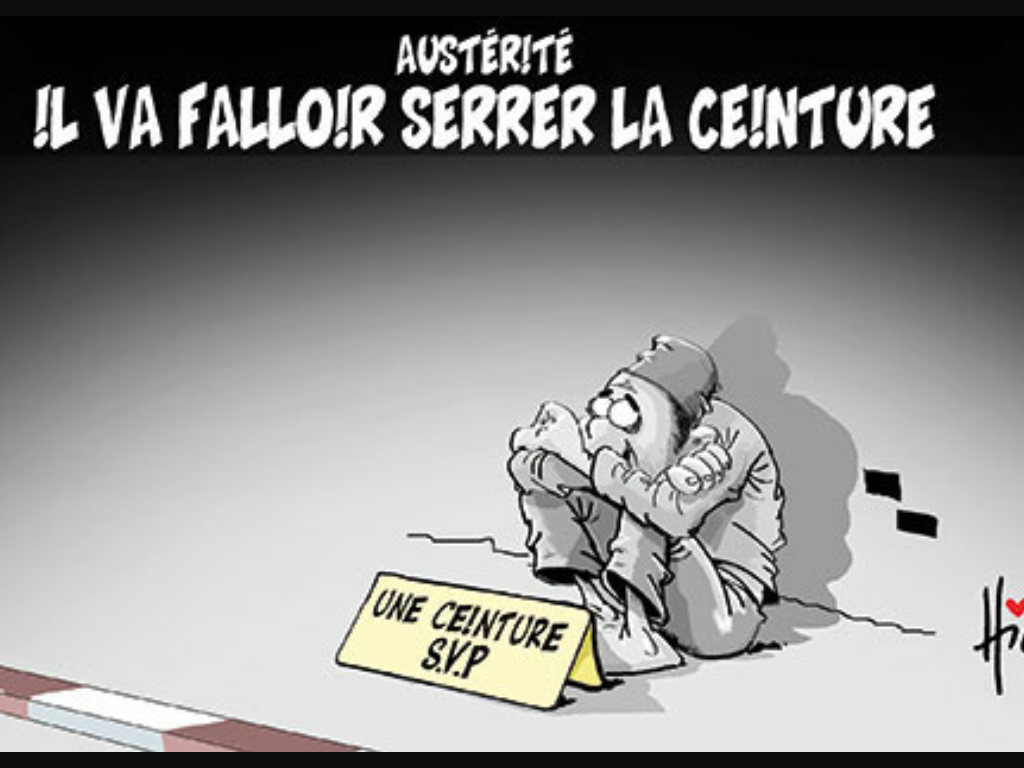 AUSTÉR!TÉ
!L VA FALLO!R SERRER LA CE!NTURE
UNE CE!NTURE
S.V.P